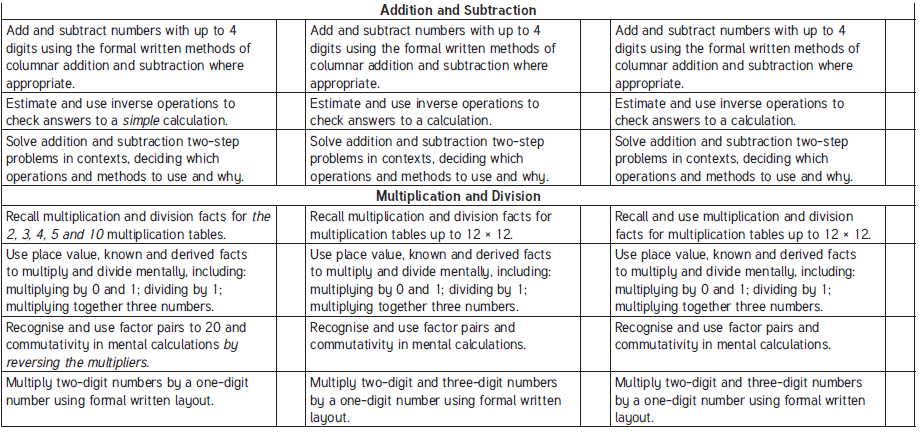 Addition and Subtraction
Add and subtract numbers with up to 4
digits using the formal written methods of
columnar addition and subtraction where
appropriate.
Add and subtract numbers with up to 4
digits using the formal written methods of
columnar addition and subtraction where
appropriate.
Add and subtract numbers with up to 4
digits using the formal written methods of
columnar addition and subtraction where
appropriate.
Estimate and use inverse operations to
check answers to a simple calculation.
Estimate and use inverse operations to
check answers to a calculation.
Estimate and use inverse operations to
check answers to a calculation.
Solve addition and subtraction two-step
problems in contexts, deciding which
operations and methods to use and why.
Solve addition and subtraction two-step
problems in contexts, deciding which
operations and methods to use and why.
Solve addition and subtraction two-step
problems in contexts, deciding which
operations and methods to use and why.
Multiplication and Division
Recall multiplication and division facts for the
2, 3, 4, 5 and 10 multiplication tables.
Recall multiplication and division facts for
multiplication tables up to 12 × 12.
Recall and use multiplication and division
facts for multiplication tables up to 12 × 12.
Use place value, known and derived facts
to multiply and divide mentally, including:
multiplying by 0 and 1; dividing by 1;
multiplying together three numbers.
Use place value, known and derived facts
to multiply and divide mentally, including:
multiplying by 0 and 1; dividing by 1;
multiplying together three numbers.
Use place value, known and derived facts
to multiply and divide mentally, including:
multiplying by 0 and 1; dividing by 1;
multiplying together three numbers.
Recognise and use factor pairs to 20 and
commutativity in mental calculations by
reversing the multipliers.
Recognise and use factor pairs and
commutativity in mental calculations.
Recognise and use factor pairs and
commutativity in mental calculations.
Multiply two-digit numbers by a one-digit
number using formal written layout.
Multiply two-digit and three-digit numbers
by a one-digit number using formal written
layout.
Multiply two-digit and three-digit numbers
by a one-digit number using formal written
layout.